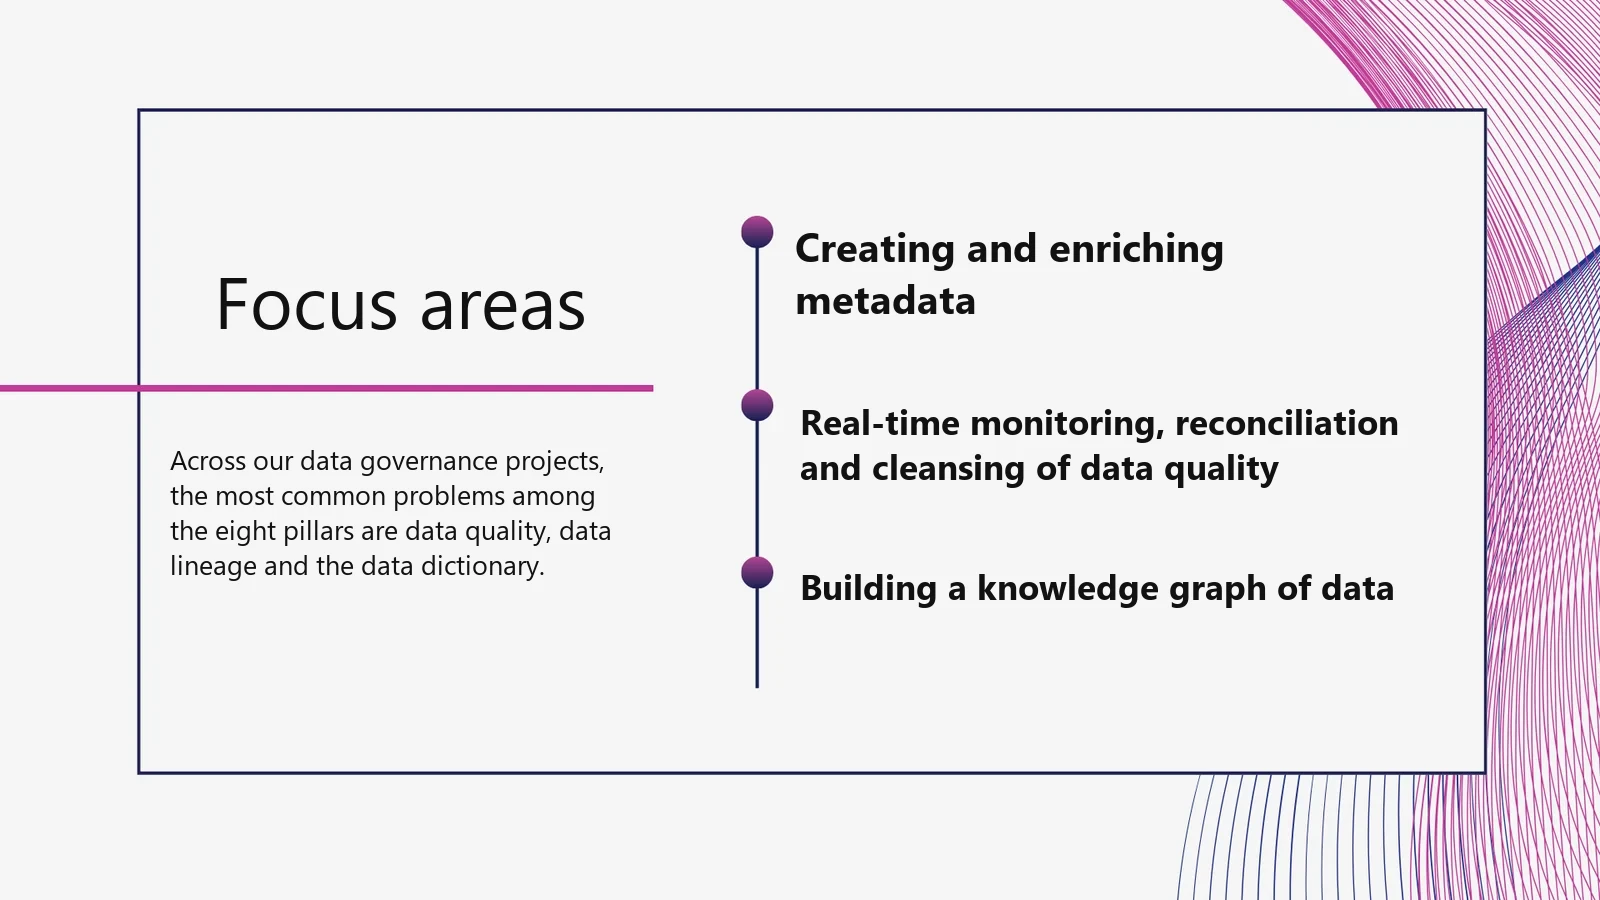 Focus areas
Across our data governance projects,
the most common problems among
the eight pillars are data quality, data
lineage and the data dictionary.
Creating and enriching
metadata
Real-time monitoring, reconciliation
and cleansing of data quality
Building a knowledge graph of data